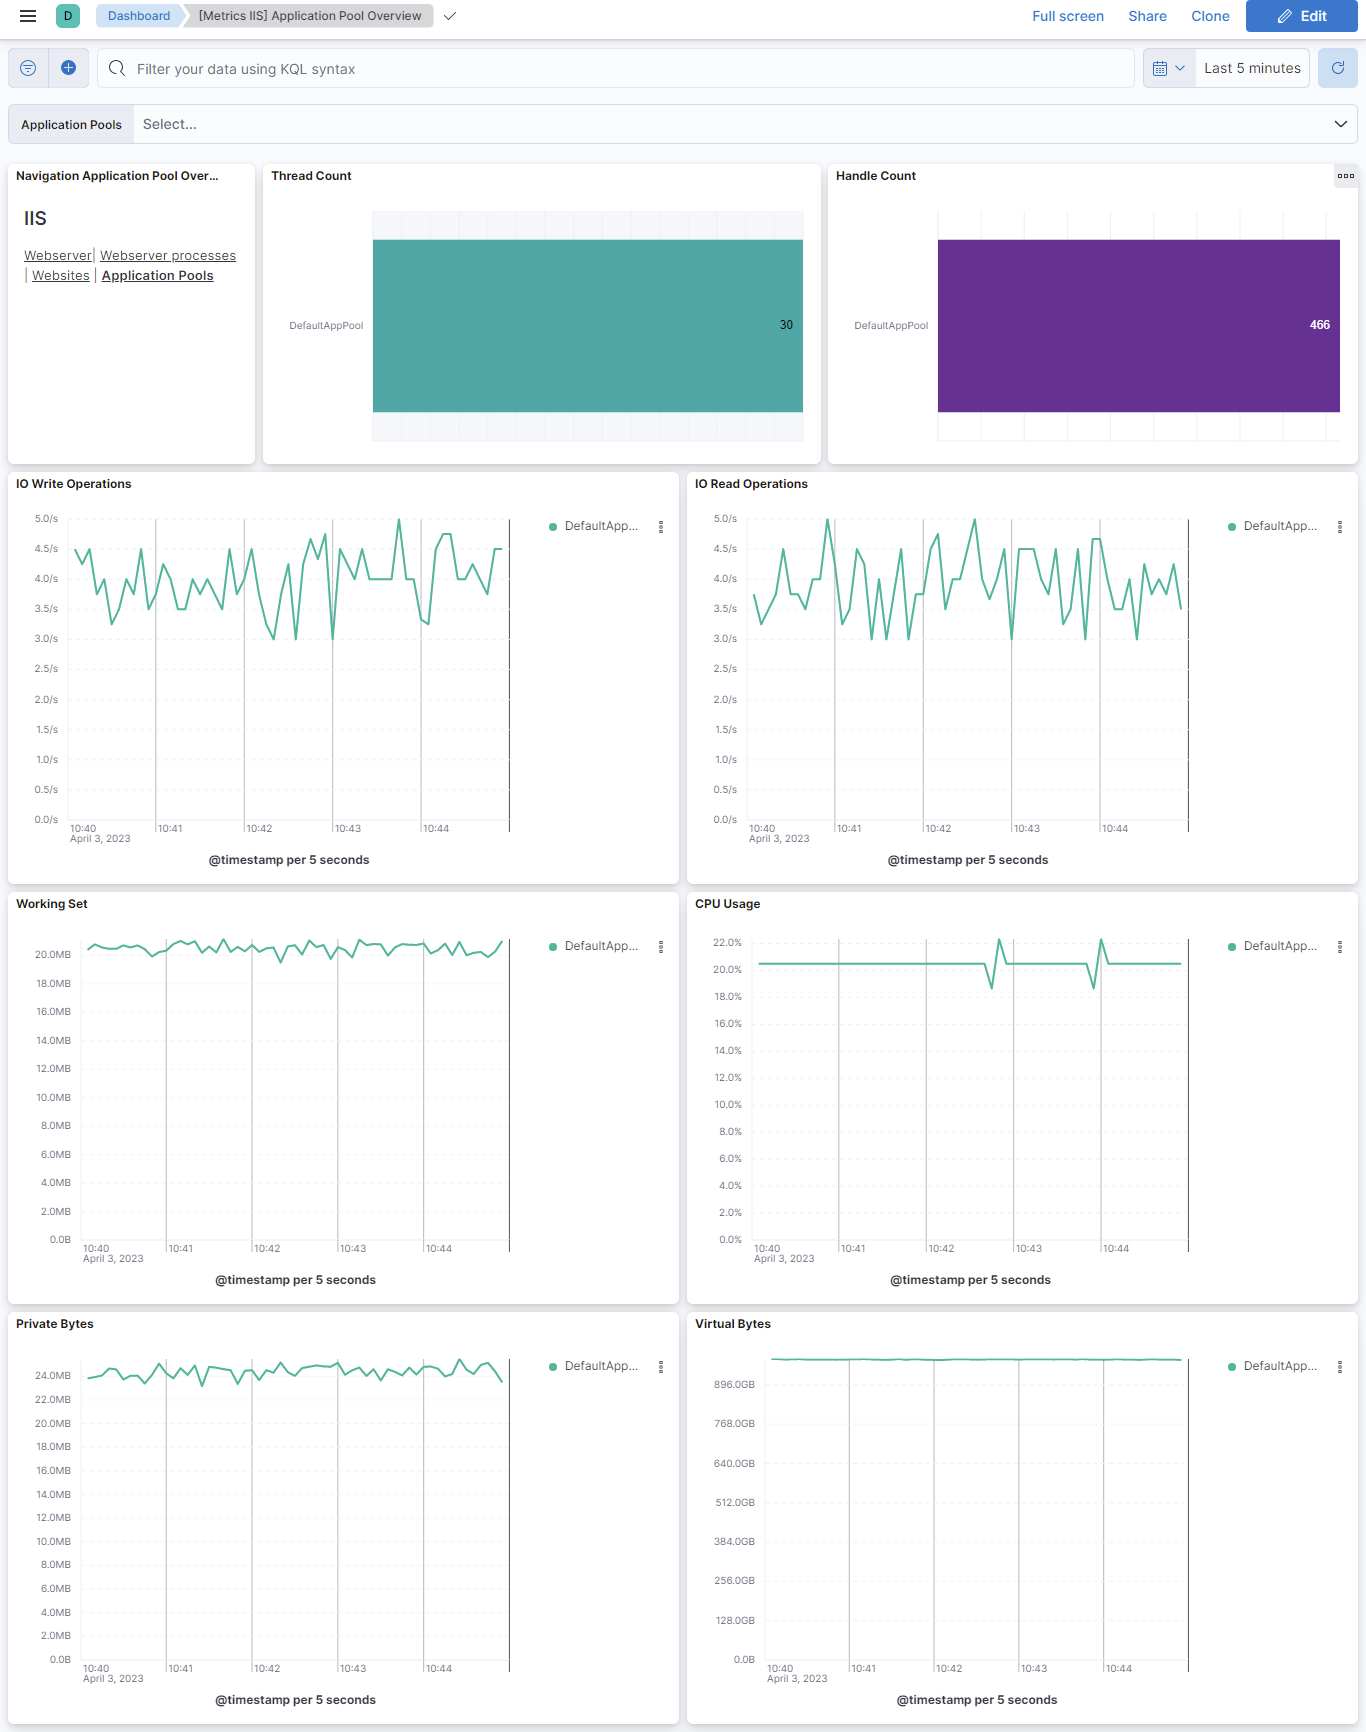 D
Dashboard
[Metrics IIS] Application Pool Overview
Full screen
Share
Clone
Edit
Filter your data using KQL syntax
Last 5 minutes
Application Pools
Select...
Navigation Application Pool Over...
IIS
Webserver| Webserver processes
| Websites | Application Pools
Thread Count
DefaultAppPool
30
Handle Count
DefaultAppPool
466
IO Write Operations
5.0/s
4.5/s
4.0/s
3.5/s
3.0/s
2.5/s
2.0/s
1.5/s
1.0/s
0.5/s
0.0/s
10:40 10:41 10:42 10:43 10:44
April 3, 2023
@timestamp per 5 seconds
DefaultApp...
IO Read Operations
5.0/s
4.5/s
4.0/s
3.5/s
3.0/s
2.5/s
2.0/s
1.5/s
1.0/s
0.5/s
0.0/s
10:40 10:41 10:42 10:43 10:44
April 3, 2023
@timestamp per 5 seconds
DefaultApp...
Working Set
20.0MB
18.0MB
16.0MB
14.0MB
12.0MB
10.0MB
8.0MB
6.0MB
4.0MB
2.0MB
0.0B
10:40 10:41 10:42 10:43 10:44
April 3, 2023
@timestamp per 5 seconds
DefaultApp...
CPU Usage
22.0%
20.0%
18.0%
16.0%
14.0%
12.0%
10.0%
8.0%
6.0%
4.0%
2.0%
0.0%
10:40 10:41 10:42 10:43 10:44
April 3, 2023
@timestamp per 5 seconds
DefaultApp...
Private Bytes
24.0MB
22.0MB
20.0MB
18.0MB
16.0MB
14.0MB
12.0MB
10.0MB
8.0MB
6.0MB
4.0MB
2.0MB
0.0B
10:40 10:41 10:42 10:43 10:44
April 3, 2023
@timestamp per 5 seconds
DefaultApp...
Virtual Bytes
896.0GB
768.0GB
640.0GB
512.0GB
384.0GB
256.0GB
128.0GB
0.0B
10:40 10:41 10:42 10:43 10:44
April 3, 2023
@timestamp per 5 seconds
DefaultApp...